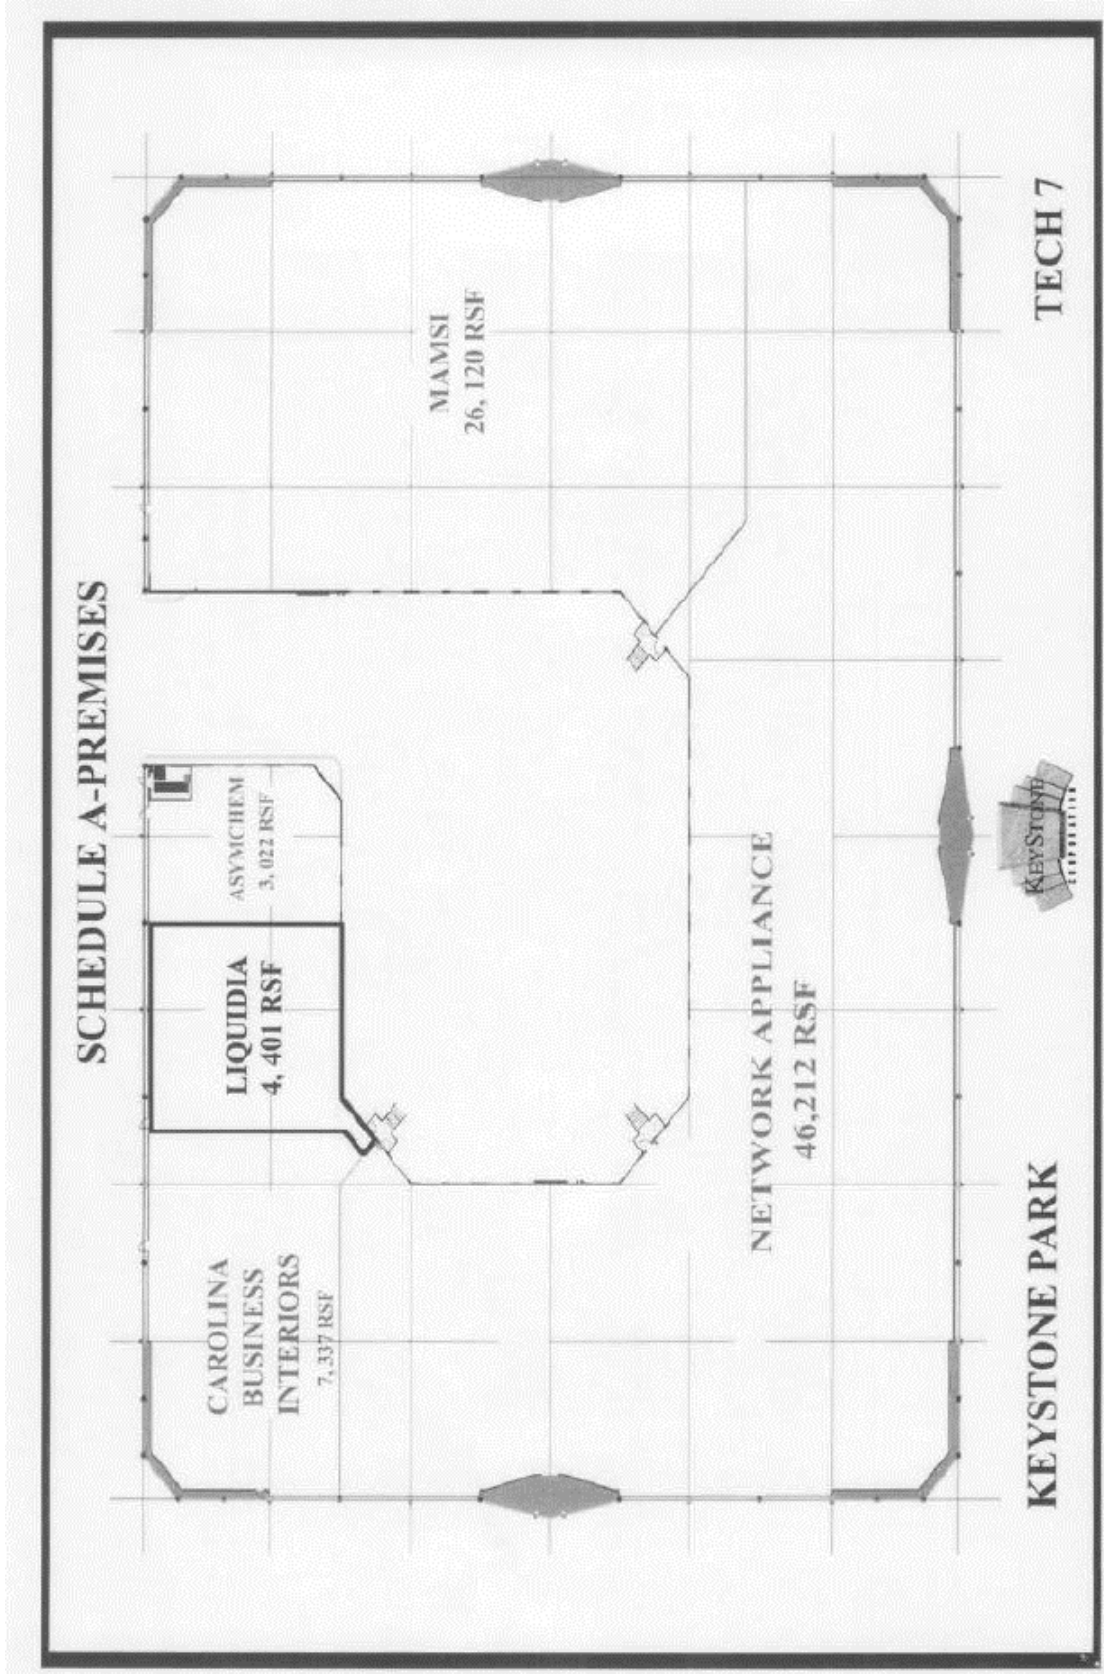 SCHEDULE A-PREMISES
CAROLINA
BUSINESS
INTERIORS
7,337 RSF
LIQUIDIA
4, 401 RSF
ASYMCHEM
3, 022 RSF
MAMSI
26, 120 RSF
NETWORK APPLIANCE
46,212 RSF
KEYSTONE PARK
KEYSTONE
CORPORATION
TECH 7